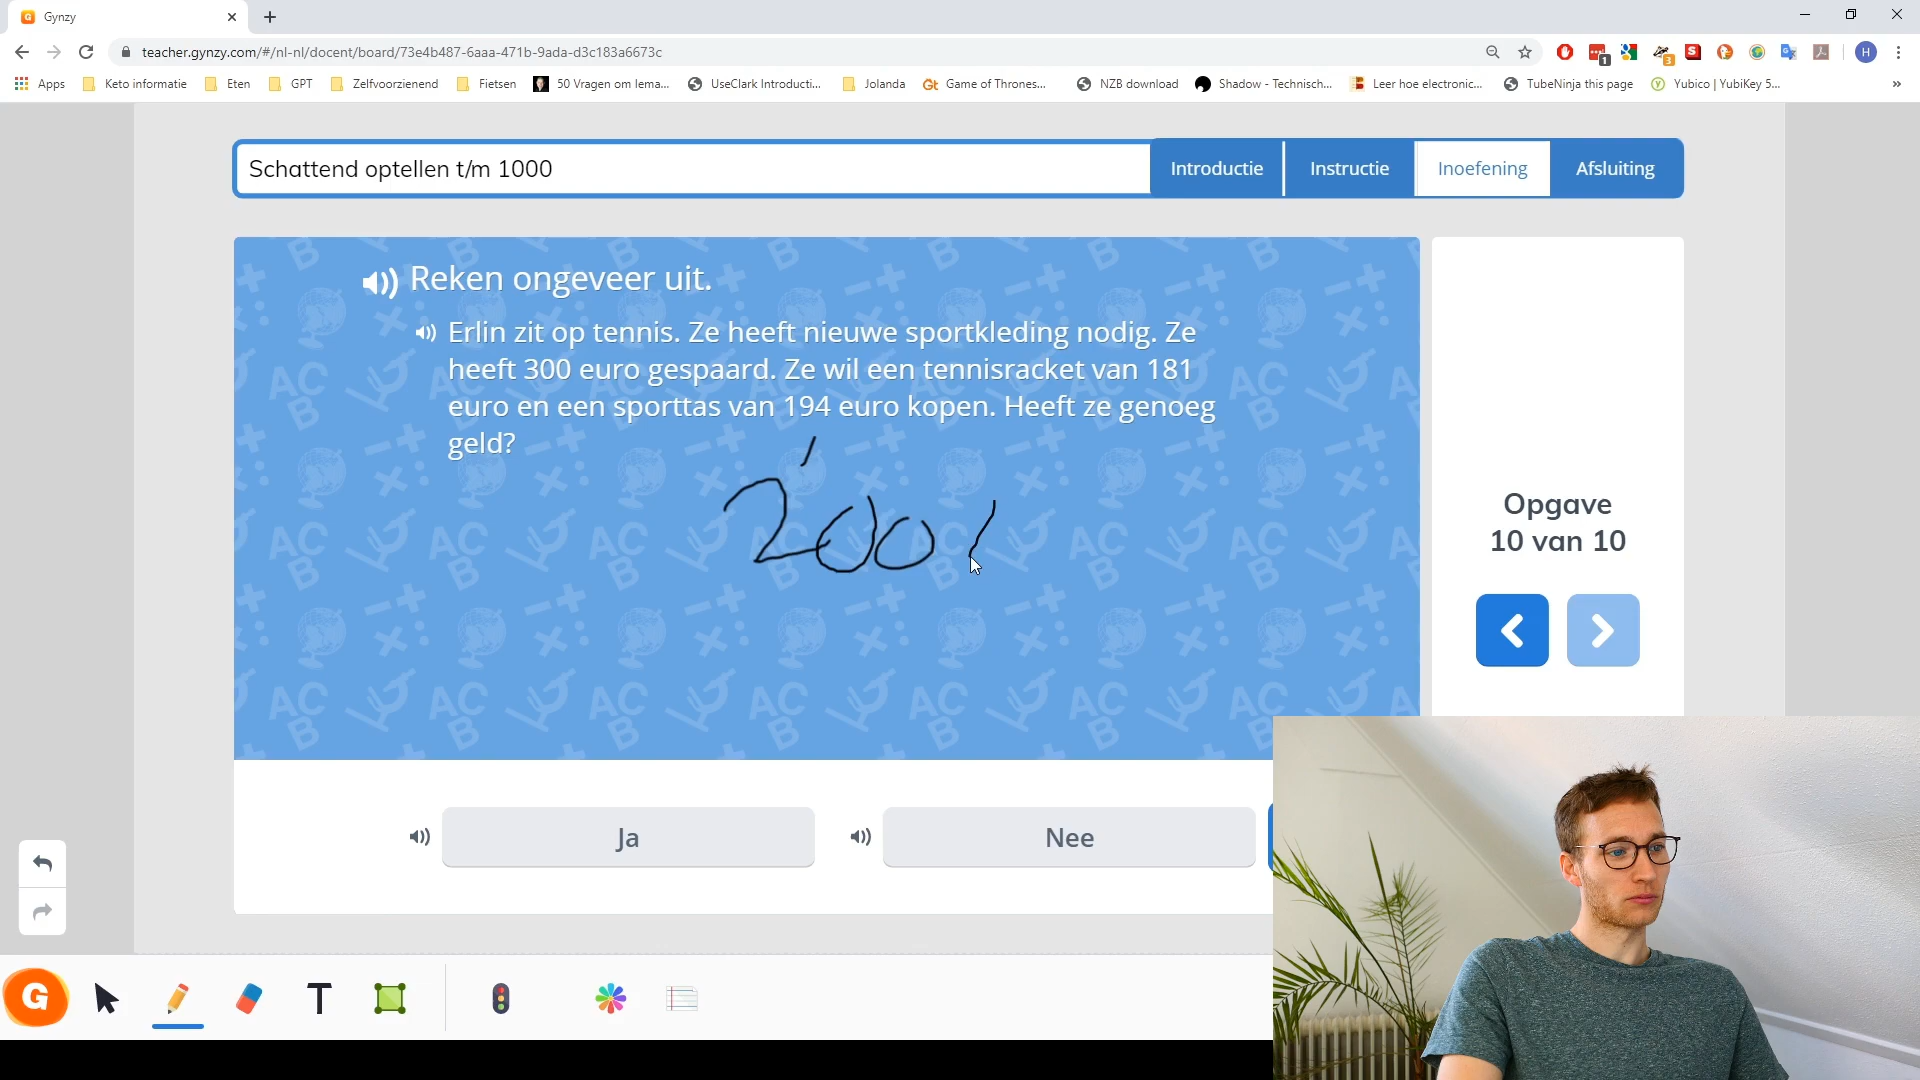 Gynzy
teacher.gynzy.com/#/nl-nl/docent/board/73e4b487-6aaa-471b-9ada-d3c183a6673c
1
3
H
Apps Keto informatie Eten GPT Zelfvoorzienend Fietsen 50 Vragen om Iema... UseClark Introducti... Jolanda Gt Game of Thrones... NZB download Shadow - Technisch... Leer hoe electronic... TubeNinja this page Yubico | YubiKey 5... »
Schattend optellen t/m 1000
Introductie Instructie Inoefening Afsluiting
Reken ongeveer uit.
Erlin zit op tennis. Ze heeft nieuwe sportkleding nodig. Ze
heeft 300 euro gespaard. Ze wil een tennisracket van 181
euro en een sporttas van 194 euro kopen. Heeft ze genoeg
geld?
200
Opgave
10 van 10
Ja
Nee
G
T